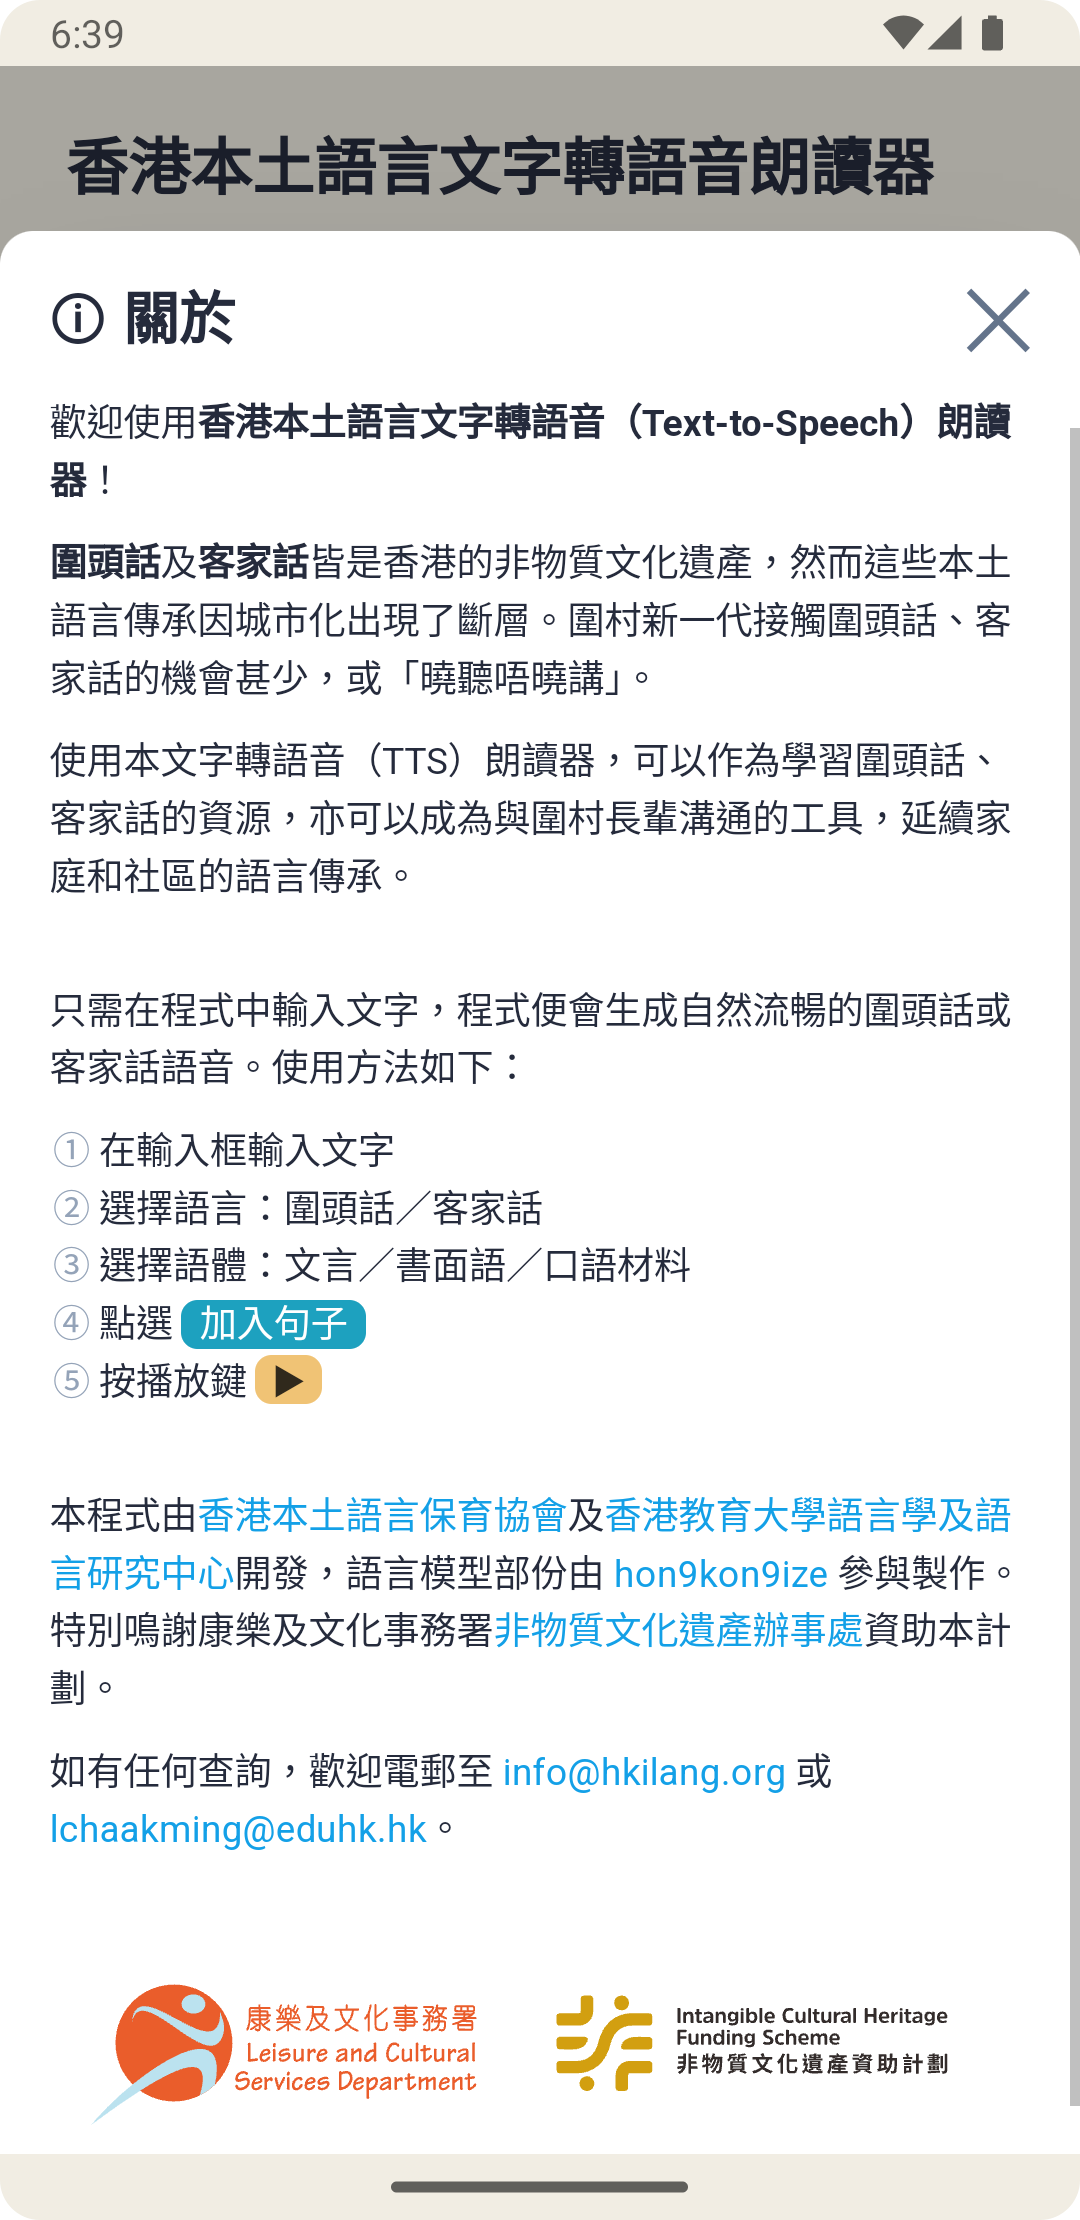 6:39
香港本土語言文字轉語音朗讀器
關於
歡迎使用香港本土語言文字轉語音（Text-to-Speech）朗讀
器！
圍頭話及客家話皆是香港的非物質文化遺產，然而這些本土
語言傳承因城市化出現了斷層。圍村新一代接觸圍頭話、客
家話的機會甚少，或「曉聽唔曉講」。
使用本文字轉語音（TTS）朗讀器，可以作為學習圍頭話、
客家話的資源，亦可以成為與圍村長輩溝通的工具，延續家
庭和社區的語言傳承。
只需在程式中輸入文字，程式便會生成自然流暢的圍頭話或
客家話語音。使用方法如下：
① 在輸入框輸入文字
② 選擇語言：圍頭話／客家話
③ 選擇語體：文言／書面語／口語材料
④ 點選 加入句子
⑤ 按播放鍵 ▶
本程式由香港本土語言保育協會及香港教育大學語言學及語
言研究中心開發，語言模型部份由 hon9kon9ize 參與製作。
特別鳴謝康樂及文化事務署非物質文化遺產辦事處資助本計
劃。
如有任何查詢，歡迎電郵至 info@hkilang.org 或
lchaakming@eduhk.hk。
康樂及文化事務署
Leisure and Cultural
Services Department
Intangible Cultural Heritage
Funding Scheme
非物質文化遺產資助計劃